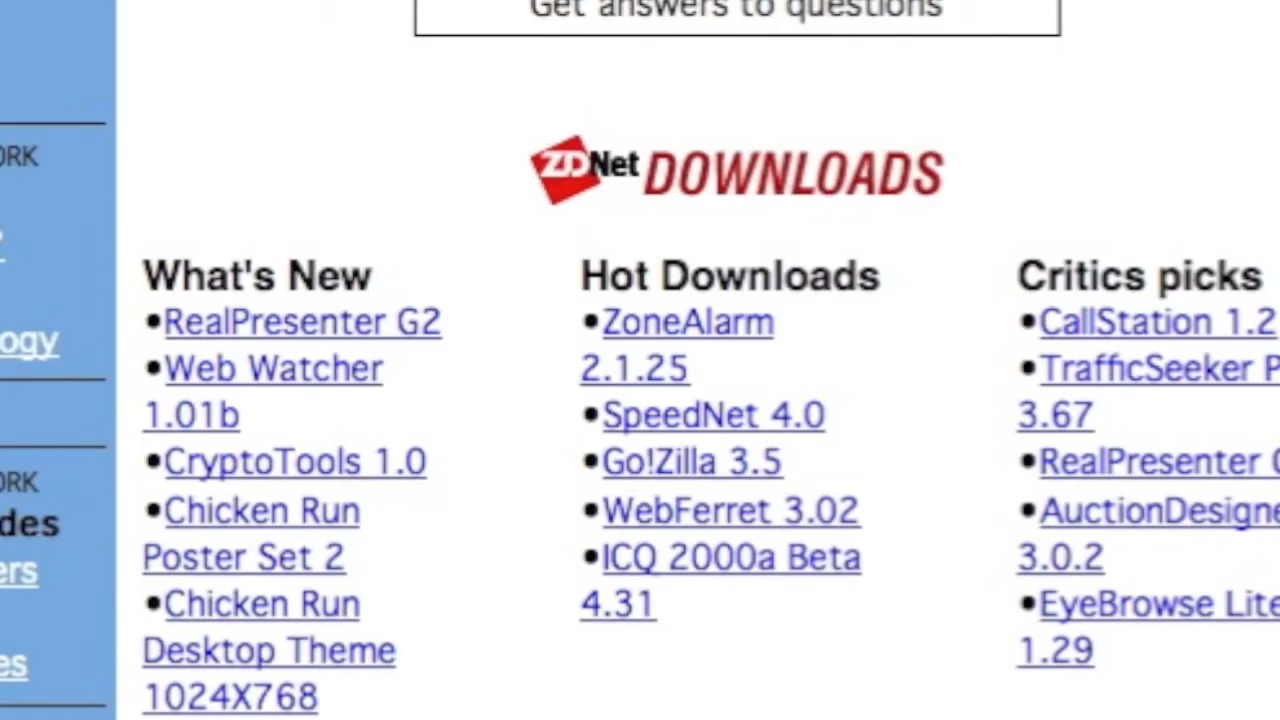 Get answers to questions
ORK
ogy
ORK
des
ers
es
ZDNet DOWNLOADS
What's New
•RealPresenter G2
•Web Watcher
1.01b
•CryptoTools 1.0
•Chicken Run
Poster Set 2
•Chicken Run
Desktop Theme
1024X768
Hot Downloads
•ZoneAlarm
2.1.25
•SpeedNet 4.0
•Go!Zilla 3.5
•WebFerret 3.02
•ICQ 2000a Beta
4.31
Critics picks
•CallStation 1.2
•TrafficSeeker P
3.67
•RealPresenter
•AuctionDesigne
3.0.2
•EyeBrowse Lite
1.29